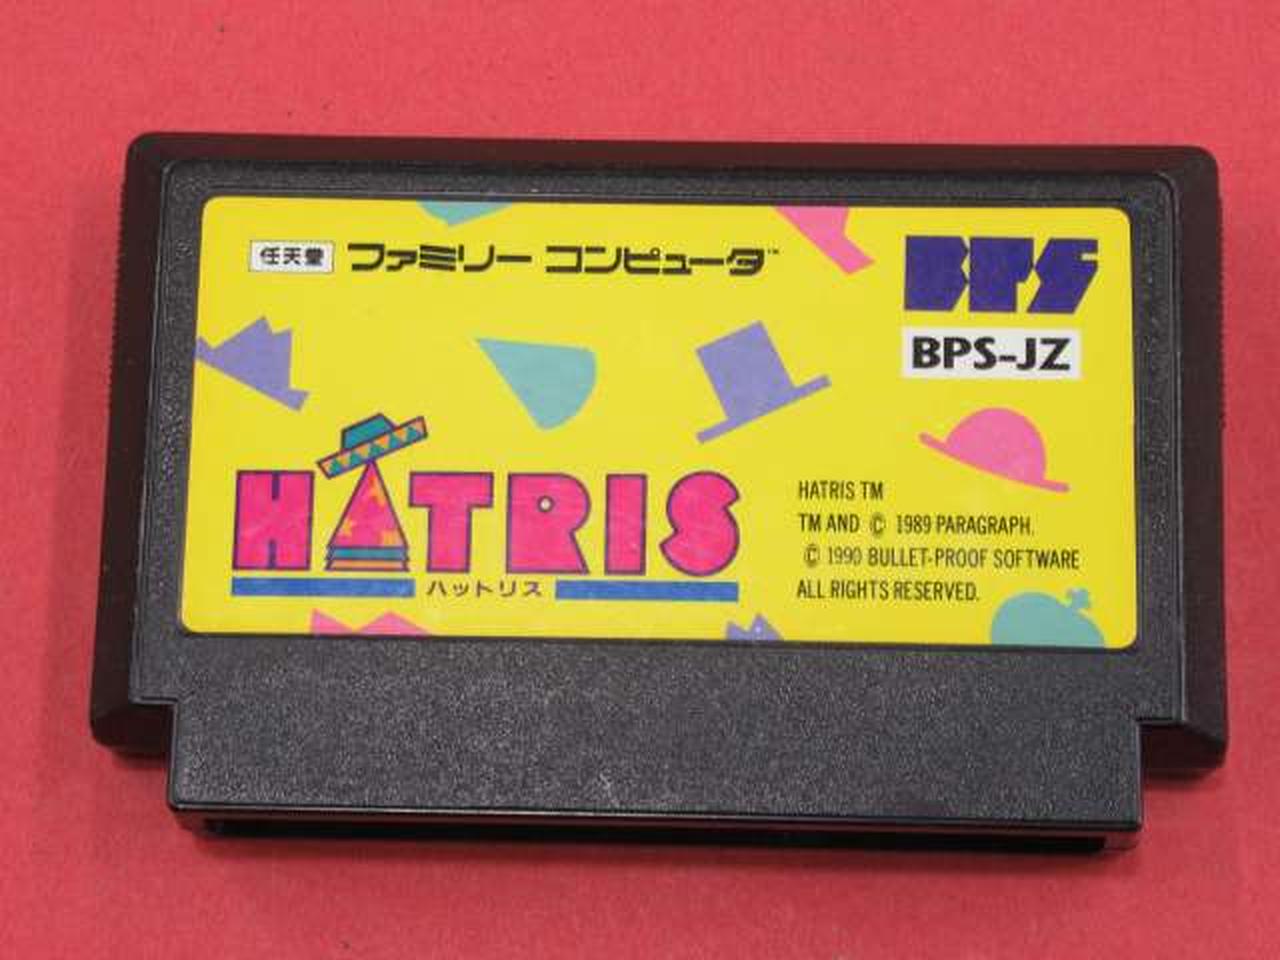 任天堂 ファミリー コンピュータ™
BPS
BPS-JZ
HATRIS
ハットリス
HATRIS TM
TM AND © 1989 PARAGRAPH.
© 1990 BULLET-PROOF SOFTWARE
ALL RIGHTS RESERVED.